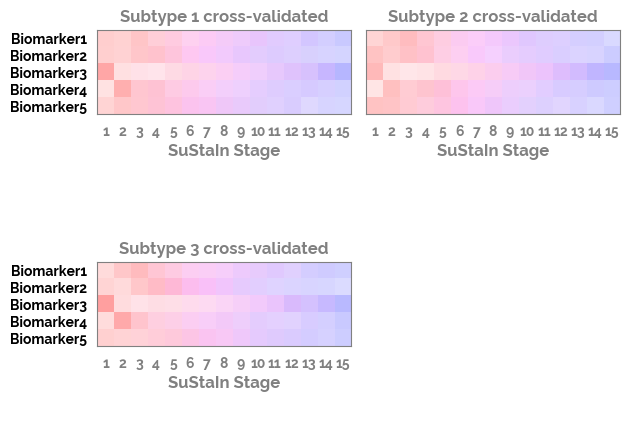 Subtype 1 cross-validated
Subtype 2 cross-validated
Biomarker1
Biomarker2
Biomarker3
Biomarker4
Biomarker5
1 2 3 4 5 6 7 8 9 10 11 12 13 14 15
1 2 3 4 5 6 7 8 9 10 11 12 13 14 15
SuStaIn Stage
SuStaIn Stage
Subtype 3 cross-validated
Biomarker1
Biomarker2
Biomarker3
Biomarker4
Biomarker5
1 2 3 4 5 6 7 8 9 10 11 12 13 14 15
SuStaIn Stage